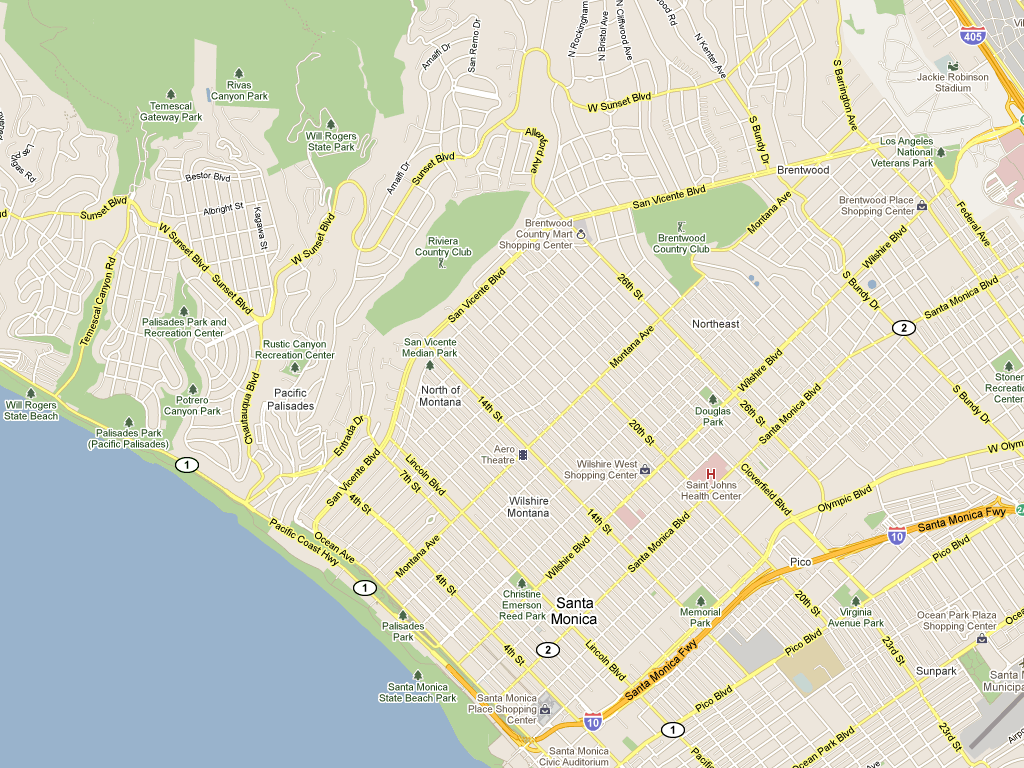 N Rockingham
N Bristol Ave
N Cliffwood Ave
N Kenter Ave
San Remo Dr
Amalfi Dr
S Barrington Ave
405
Jackie Robinson
Stadium
Rivas
Canyon Park
Temescal
Gateway Park
W Sunset Blvd
Will Rogers
State Park
S Bundy Dr
Los Angeles
National
Veterans Park
Sunset Blvd
Brentwood
Amalfi Dr
Bestor Blvd
San Vicente Blvd
Montana Ave
Brentwood Place
Shopping Center
Federal Ave
Sunset Blvd
Albright St
Kagawa St
W Sunset Blvd
W Sunset Blvd
Sunset Blvd
Riviera
Country Club
Brentwood
Country Mart
Shopping Center
Brentwood
Country Club
Wilshire Blvd
Temescal Canyon Rd
San Vicente Blvd
26th St
S Bundy Dr
Santa Monica Blvd
2
Palisades Park and
Recreation Center
Rustic Canyon
Recreation Center
San Vicente
Median Park
Montana Ave
Northeast
Wilshire Blvd
Will Rogers
State Beach
Potrero
Canyon Park
Pacific
Palisades
Chautauqua Blvd
North of
Montana
14th St
Douglas
Park
26th St
Santa Monica Blvd
S Bundy Dr
Palisades Park
(Pacific Palisades)
Entrada Dr
20th St
1
Aero
Theatre
Wilshire West
Shopping Center
H
Saint Johns
Health Center
Cloverfield Blvd
Olympic Blvd
San Vicente Blvd
Lincoln Blvd
7th St
4th St
Wilshire
Montana
14th St
Santa Monica Blvd
Santa Monica Fwy
10
Pico Blvd
Pacific Coast Hwy
Ocean Ave
Montana Ave
Wilshire Blvd
Pico
1
4th St
Christine
Emerson
Reed Park
Santa
Monica
Memorial
Park
20th St
Virginia
Avenue Park
Ocean Park Plaza
Shopping Center
Palisades
Park
2
4th St
Lincoln Blvd
Santa Monica Fwy
Pico Blvd
23rd St
Sunpark
Santa Monica
State Beach Park
Santa Monica
Place Shopping
Center
10
Pico Blvd
1
Santa Monica
Civic Auditorium
Ocean Park Blvd
23rd St